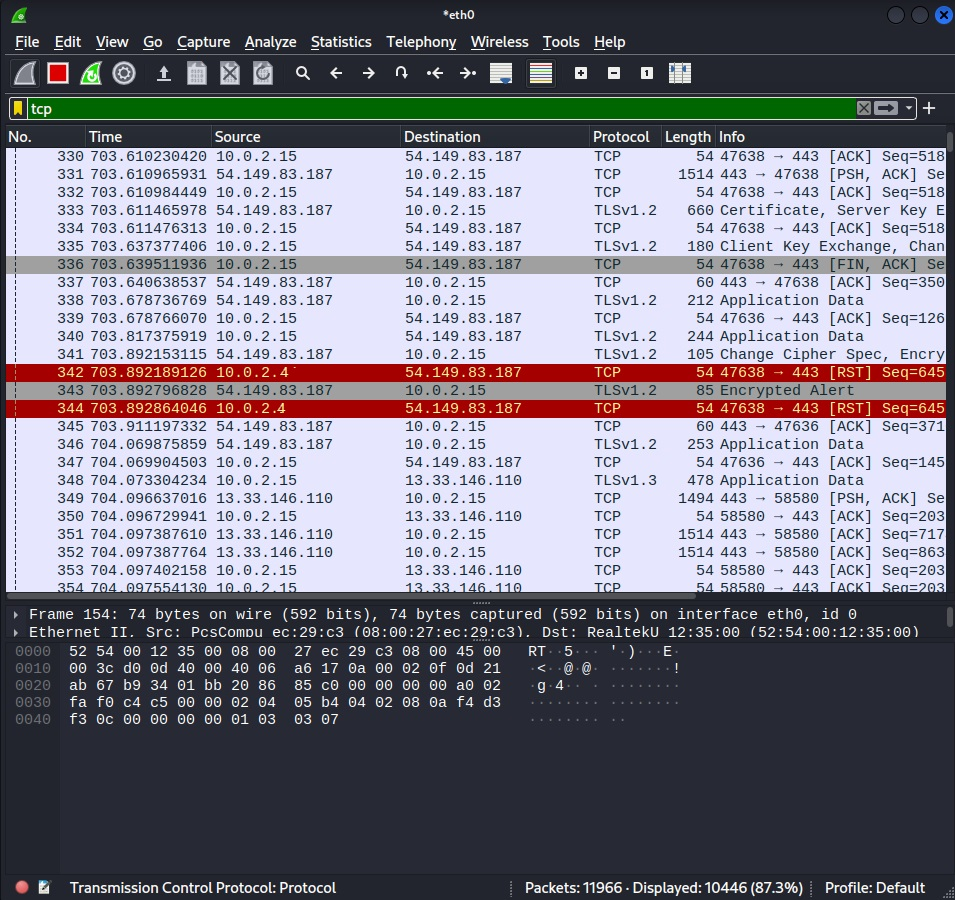 *eth0
File Edit View Go Capture Analyze Statistics Telephony Wireless Tools Help
tcp
No. Time Source Destination Protocol Length Info
330 703.610230420 10.0.2.15 54.149.83.187 TCP 54 47638 → 443 [ACK] Seq=518
331 703.610965931 54.149.83.187 10.0.2.15 TCP 1514 443 → 47638 [PSH, ACK] Se
332 703.610984449 10.0.2.15 54.149.83.187 TCP 54 47638 → 443 [ACK] Seq=518
333 703.611465978 54.149.83.187 10.0.2.15 TLSv1.2 660 Certificate, Server Key E
334 703.611476313 10.0.2.15 54.149.83.187 TCP 54 47638 → 443 [ACK] Seq=518
335 703.637377406 10.0.2.15 54.149.83.187 TLSv1.2 180 Client Key Exchange, Chan
336 703.639511936 10.0.2.15 54.149.83.187 TCP 54 47638 → 443 [FIN, ACK] Se
337 703.640638537 54.149.83.187 10.0.2.15 TCP 60 443 → 47638 [ACK] Seq=350
338 703.678736769 54.149.83.187 10.0.2.15 TLSv1.2 212 Application Data
339 703.678766070 10.0.2.15 54.149.83.187 TCP 54 47636 → 443 [ACK] Seq=126
340 703.817375919 10.0.2.15 54.149.83.187 TLSv1.2 244 Application Data
341 703.892153115 54.149.83.187 10.0.2.15 TLSv1.2 105 Change Cipher Spec, Encry
342 703.892189126 10.0.2.4 54.149.83.187 TCP 54 47638 → 443 [RST] Seq=645
343 703.892796828 54.149.83.187 10.0.2.15 TLSv1.2 85 Encrypted Alert
344 703.892864046 10.0.2.4 54.149.83.187 TCP 54 47638 → 443 [RST] Seq=645
345 703.911197332 54.149.83.187 10.0.2.15 TCP 60 443 → 47636 [ACK] Seq=371
346 704.069875859 54.149.83.187 10.0.2.15 TLSv1.2 253 Application Data
347 704.069904503 10.0.2.15 54.149.83.187 TCP 54 47636 → 443 [ACK] Seq=145
348 704.073304234 10.0.2.15 13.33.146.110 TLSv1.3 478 Application Data
349 704.096637016 13.33.146.110 10.0.2.15 TCP 1494 443 → 58580 [PSH, ACK] Se
350 704.096729941 10.0.2.15 13.33.146.110 TCP 54 58580 → 443 [ACK] Seq=203
351 704.097387610 13.33.146.110 10.0.2.15 TCP 1514 443 → 58580 [ACK] Seq=717
352 704.097387764 13.33.146.110 10.0.2.15 TCP 1514 443 → 58580 [ACK] Seq=863
353 704.097402158 10.0.2.15 13.33.146.110 TCP 54 58580 → 443 [ACK] Seq=203
354 704.097554130 10.0.2.15 13.33.146.110 TCP 54 58580 → 443 [ACK] Seq=203
Frame 154: 74 bytes on wire (592 bits), 74 bytes captured (592 bits) on interface eth0, id 0
Ethernet II, Src: PcsCompu_ec:29:c3 (08:00:27:ec:29:c3), Dst: RealtekU_12:35:00 (52:54:00:12:35:00)
0000 52 54 00 12 35 00 08 00 27 ec 29 c3 08 00 45 00 RT··5···'·)···E·
0010 00 3c d0 0d 40 00 40 06 a6 17 0a 00 02 0f 0d 21 ·<··@·@········!
0020 ab 67 b9 34 01 bb 20 86 85 c0 00 00 00 00 a0 02 ·g·4·· ·········
0030 fa f0 c4 c5 00 00 02 04 05 b4 04 02 08 0a f4 d3 ················
0040 f3 0c 00 00 00 00 01 03 03 07 ··········
Transmission Control Protocol: Protocol Packets: 11966 · Displayed: 10446 (87.3%) Profile: Default